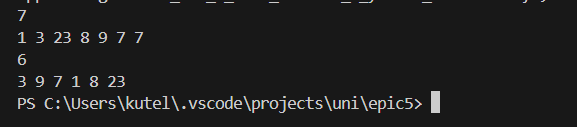 7
1 3 23 8 9 7 7
6
3 9 7 1 8 23
PS C:\Users\kutel\.vscode\projects\uni\epic5>